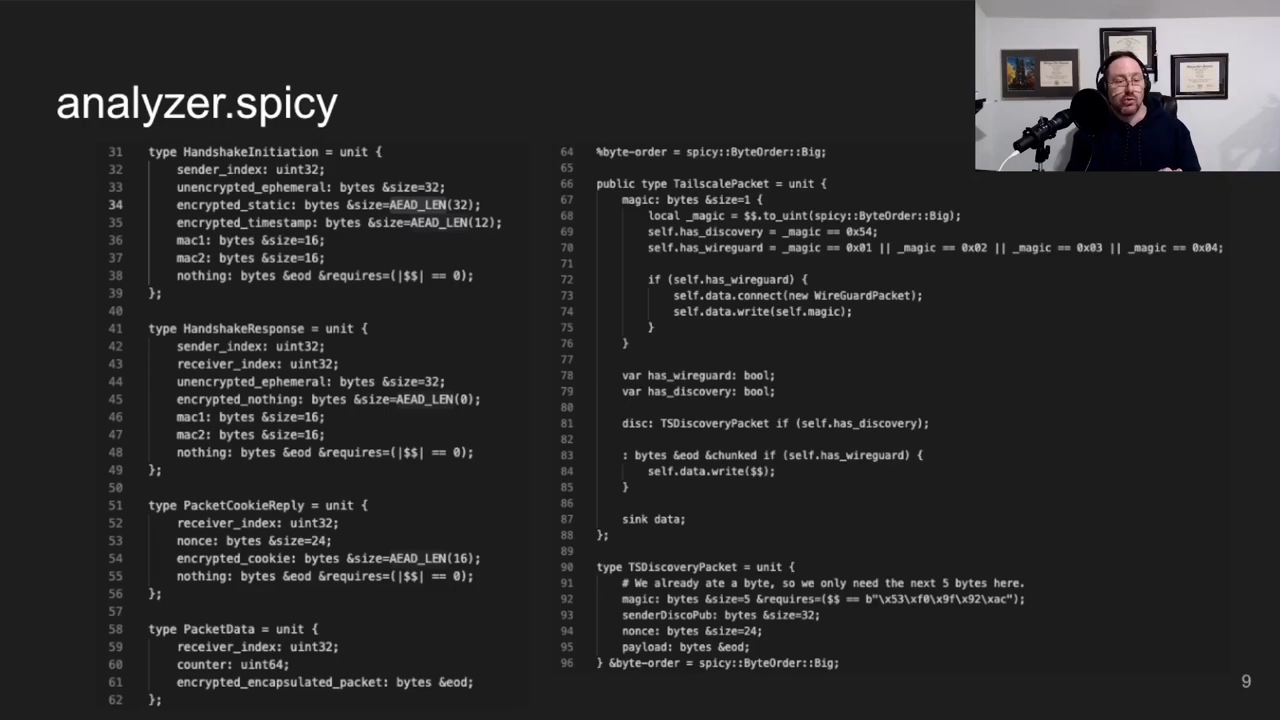 analyzer.spicy
31 type HandshakeInitiation = unit {
32 sender_index: uint32;
33 unencrypted_ephemeral: bytes &size=32;
34 encrypted_static: bytes &size=AEAD_LEN(32);
35 encrypted_timestamp: bytes &size=AEAD_LEN(12);
36 mac1: bytes &size=16;
37 mac2: bytes &size=16;
38 nothing: bytes &eod &requires=(|$$| == 0);
39 };
40
41 type HandshakeResponse = unit {
42 sender_index: uint32;
43 receiver_index: uint32;
44 unencrypted_ephemeral: bytes &size=32;
45 encrypted_nothing: bytes &size=AEAD_LEN(0);
46 mac1: bytes &size=16;
47 mac2: bytes &size=16;
48 nothing: bytes &eod &requires=(|$$| == 0);
49 };
50
51 type PacketCookieReply = unit {
52 receiver_index: uint32;
53 nonce: bytes &size=24;
54 encrypted_cookie: bytes &size=AEAD_LEN(16);
55 nothing: bytes &eod &requires=(|$$| == 0);
56 };
57
58 type PacketData = unit {
59 receiver_index: uint32;
60 counter: uint64;
61 encrypted_encapsulated_packet: bytes &eod;
62 };
64 %byte-order = spicy::ByteOrder::Big;
65
66 public type TailscalePacket = unit {
67 magic: bytes &size=1 {
68 local _magic = $$.to_uint(spicy::ByteOrder::Big);
69 self.has_discovery = _magic == 0x54;
70 self.has_wireguard = _magic == 0x01 || _magic == 0x02 || _magic == 0x03 || _magic == 0x04;
71
72 if (self.has_wireguard) {
73 self.data.connect(new WireGuardPacket);
74 self.data.write(self.magic);
75 }
76 }
77
78 var has_wireguard: bool;
79 var has_discovery: bool;
80
81 disc: TSDiscoveryPacket if (self.has_discovery);
82
83 : bytes &eod &chunked if (self.has_wireguard) {
84 self.data.write($$);
85 }
86
87 sink data;
88 };
89
90 type TSDiscoveryPacket = unit {
91 # We already ate a byte, so we only need the next 5 bytes here.
92 magic: bytes &size=5 &requires=($$ == b"\x53\xf0\x9f\x92\xac");
93 senderDiscoPub: bytes &size=32;
94 nonce: bytes &size=24;
95 payload: bytes &eod;
96 } &byte-order = spicy::ByteOrder::Big;
9